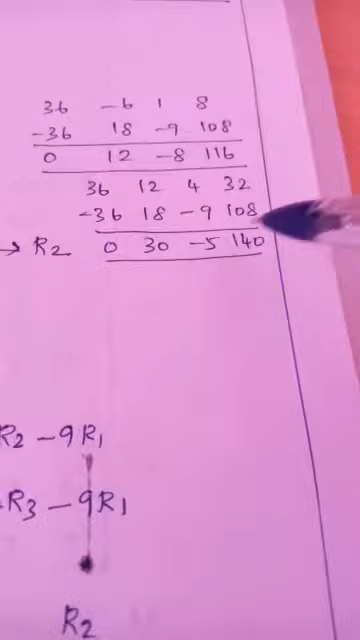 36 -6 1 8
-36 18 -9 108
0 12 -8 116
36 12 4 32
-36 18 -9 108
→ R2 0 30 -5 140
R2 - 9R1
R3 - 9R1
R2